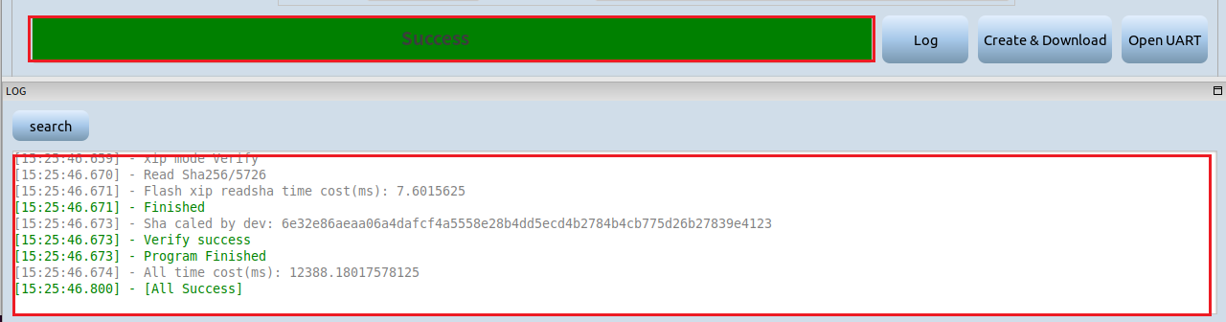 Success
Log
Create & Download
Open UART
LOG
search
[15:25:46.659] - xip mode Verify
[15:25:46.670] - Read Sha256/5726
[15:25:46.671] - Flash xip readsha time cost(ms): 7.6015625
[15:25:46.671] - Finished
[15:25:46.673] - Sha caled by dev: 6e32e86aeaa06a4dafcf4a5558e28b4dd5ecd4b2784b4cb775d26b27839e4123
[15:25:46.673] - Verify success
[15:25:46.673] - Program Finished
[15:25:46.674] - All time cost(ms): 12388.18017578125
[15:25:46.800] - [All Success]